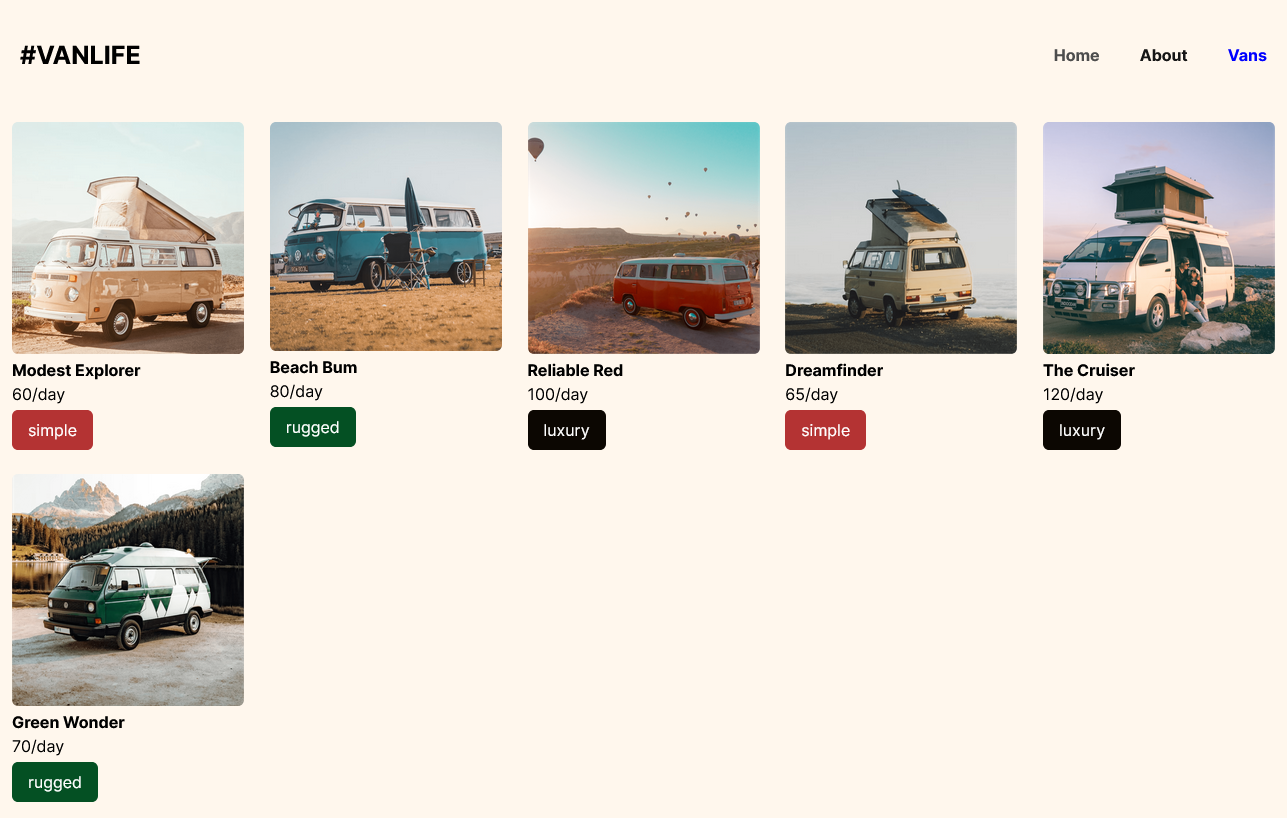 #VANLIFE
Home About Vans
Modest Explorer
60/day
simple
Beach Bum
80/day
rugged
Reliable Red
100/day
luxury
Dreamfinder
65/day
simple
The Cruiser
120/day
luxury
Green Wonder
70/day
rugged